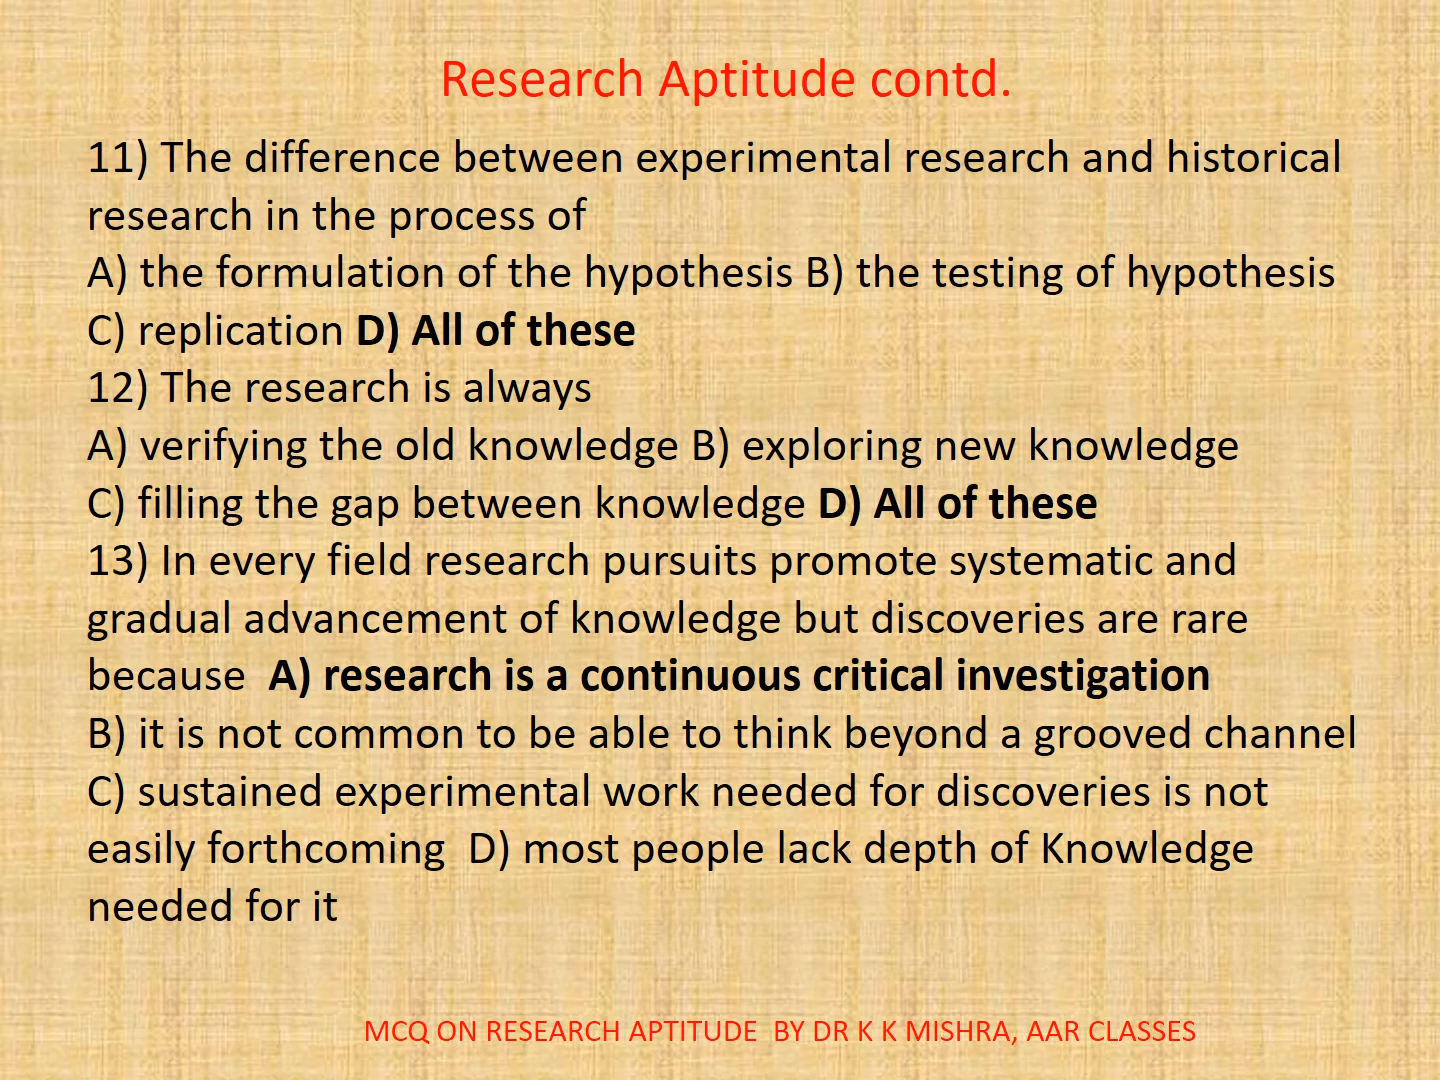 Research Aptitude contd.
11) The difference between experimental research and historical
research in the process of
A) the formulation of the hypothesis B) the testing of hypothesis
C) replication D) All of these
12) The research is always
A) verifying the old knowledge B) exploring new knowledge
C) filling the gap between knowledge D) All of these
13) In every field research pursuits promote systematic and
gradual advancement of knowledge but discoveries are rare
because  A) research is a continuous critical investigation
B) it is not common to be able to think beyond a grooved channel
C) sustained experimental work needed for discoveries is not
easily forthcoming  D) most people lack depth of Knowledge
needed for it
MCQ ON RESEARCH APTITUDE  BY DR K K MISHRA, AAR CLASSES